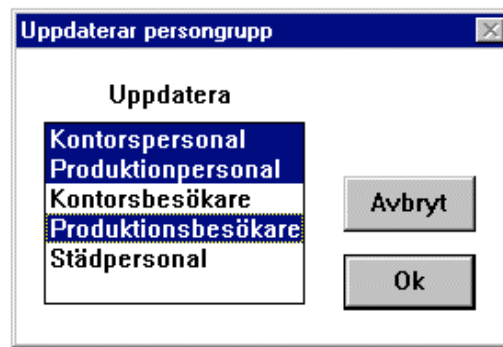 Uppdaterar persongrupp
Uppdatera
Kontorspersonal
Produktionpersonal
Kontorsbesökare
Produktionsbesökare
Städpersonal
Avbryt
Ok